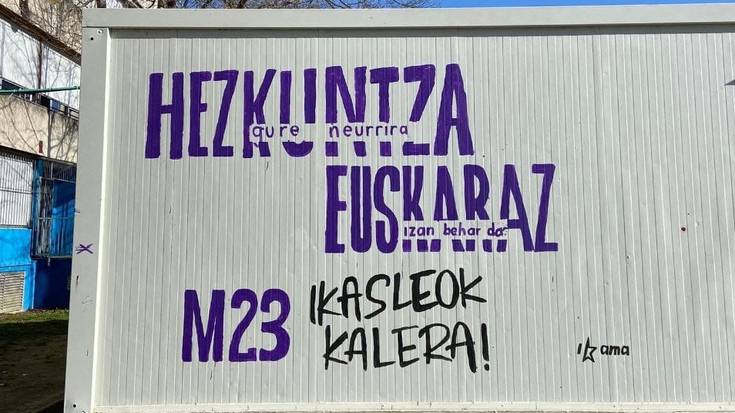 HEZKUNTZA
gure neurrira
EUSKARAZ
izan behar da.
M23
IKASLEOK
KALERA!
ama